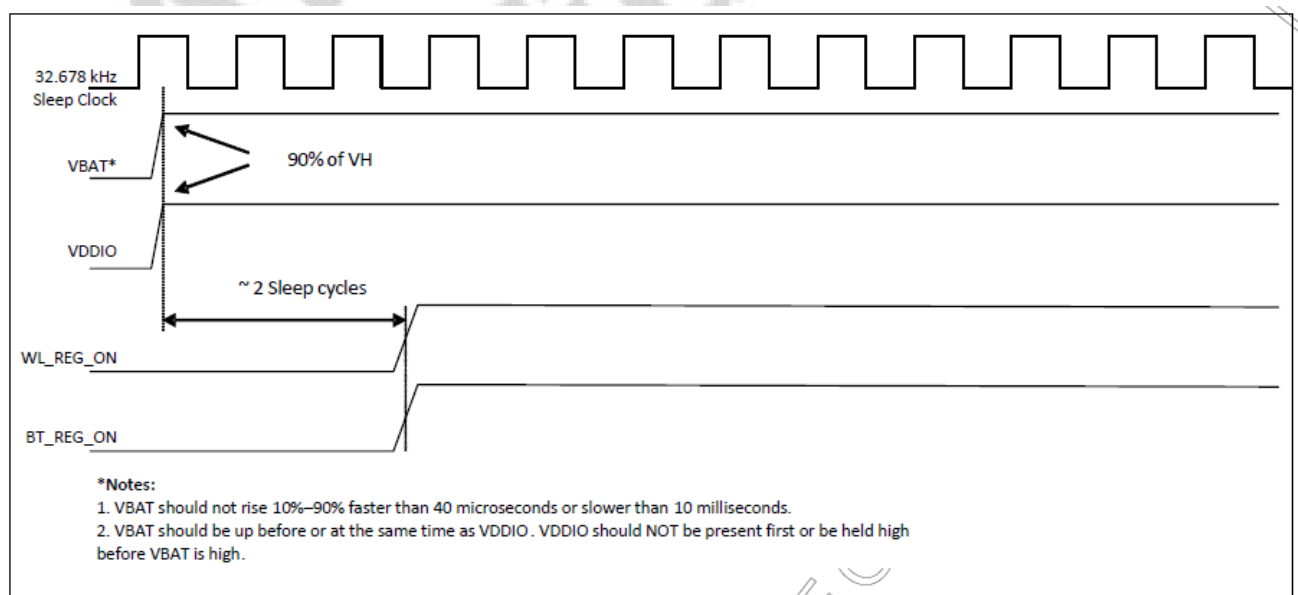 32.678 kHz
Sleep Clock
VBAT*
90% of VH
VDDIO
~ 2 Sleep cycles
WL_REG_ON
BT_REG_ON
*Notes:
1. VBAT should not rise 10%–90% faster than 40 microseconds or slower than 10 milliseconds.
2. VBAT should be up before or at the same time as VDDIO. VDDIO should NOT be present first or be held high
before VBAT is high.